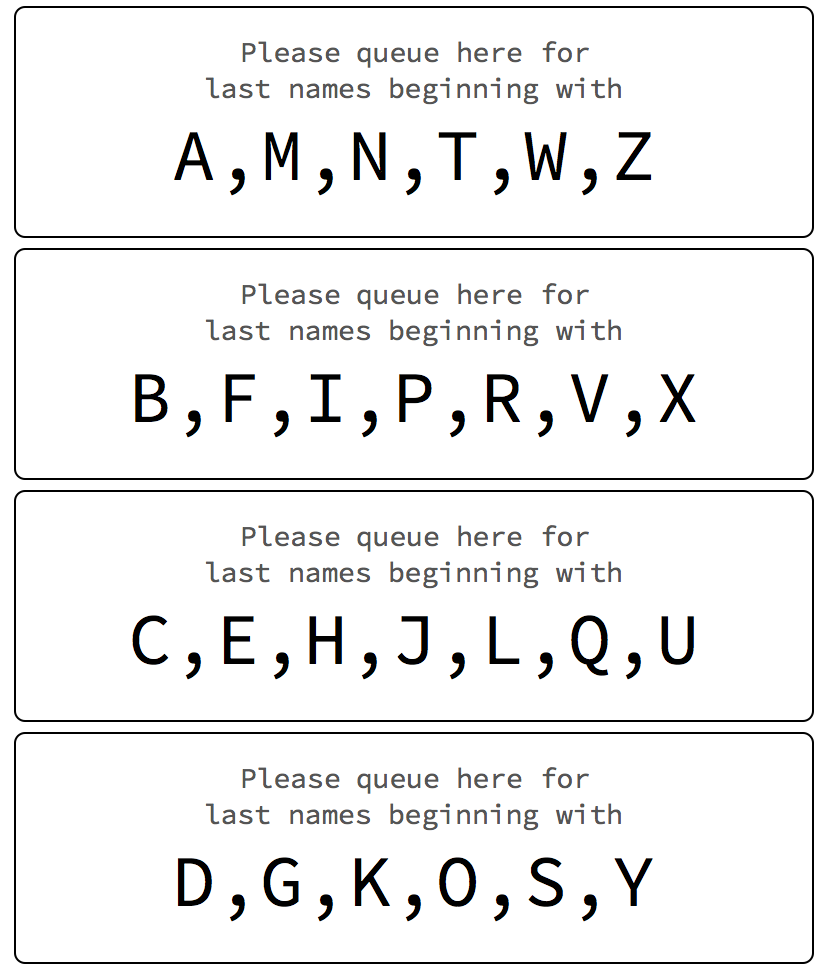 Please queue here for
last names beginning with
A,M,N,T,W,Z
Please queue here for
last names beginning with
B,F,I,P,R,V,X
Please queue here for
last names beginning with
C,E,H,J,L,Q,U
Please queue here for
last names beginning with
D,G,K,O,S,Y